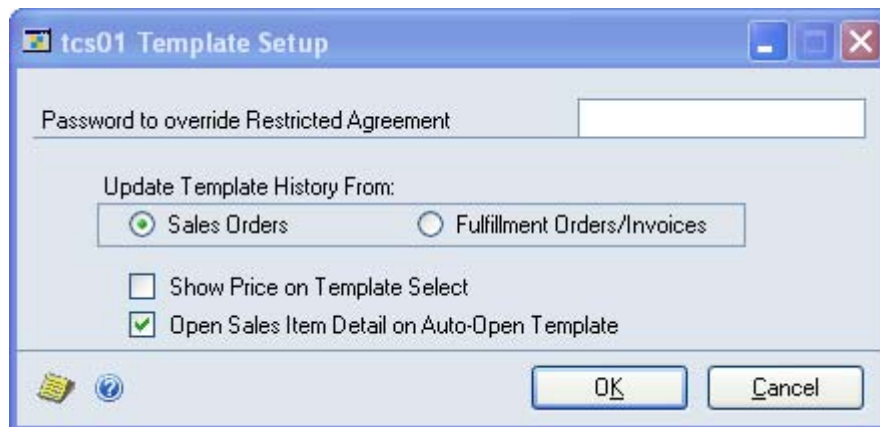 tcs01 Template Setup
Password to override Restricted Agreement
Update Template History From:
Sales Orders Fulfillment Orders/Invoices
Show Price on Template Select
Open Sales Item Detail on Auto-Open Template
OK Cancel